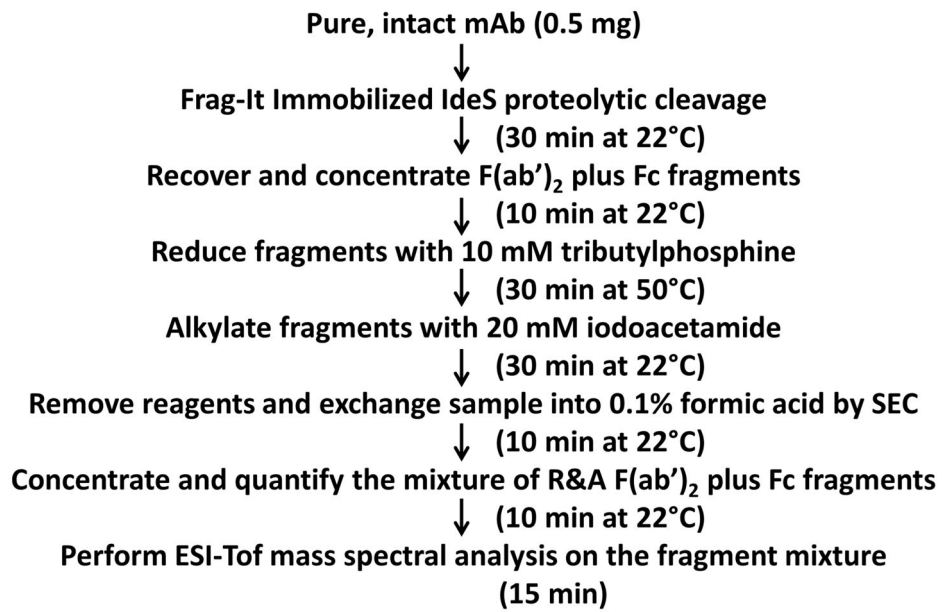 Pure, intact mAb (0.5 mg)
Frag-It Immobilized IdeS proteolytic cleavage
(30 min at 22°C)
Recover and concentrate F(ab’)₂ plus Fc fragments
(10 min at 22°C)
Reduce fragments with 10 mM tributylphosphine
(30 min at 50°C)
Alkylate fragments with 20 mM iodoacetamide
(30 min at 22°C)
Remove reagents and exchange sample into 0.1% formic acid by SEC
(10 min at 22°C)
Concentrate and quantify the mixture of R&A F(ab’)₂ plus Fc fragments
(10 min at 22°C)
Perform ESI-Tof mass spectral analysis on the fragment mixture
(15 min)